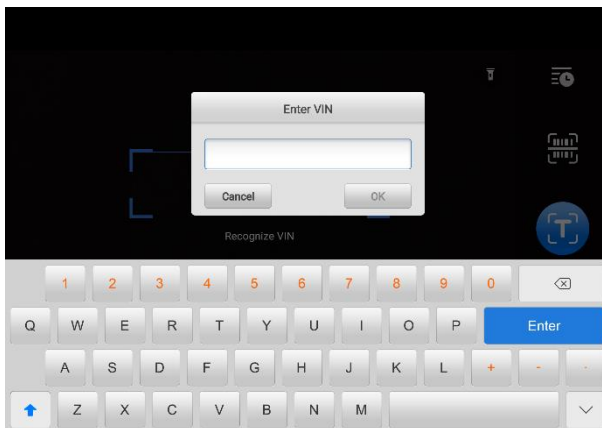 Enter VIN
Cancel OK
Recognize VIN
T
1 2 3 4 5 6 7 8 9 0
Q W E R T Y U I O P Enter
A S D F G H J K L + - .
Z X C V B N M